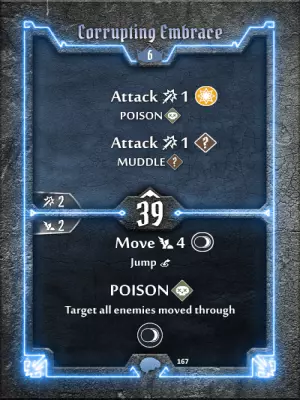 Corrupting Embrace
6
Attack 1
POISON
Attack 1
MUDDLE ?
2
39
2
Move 4
Jump
POISON
Target all enemies moved through
167